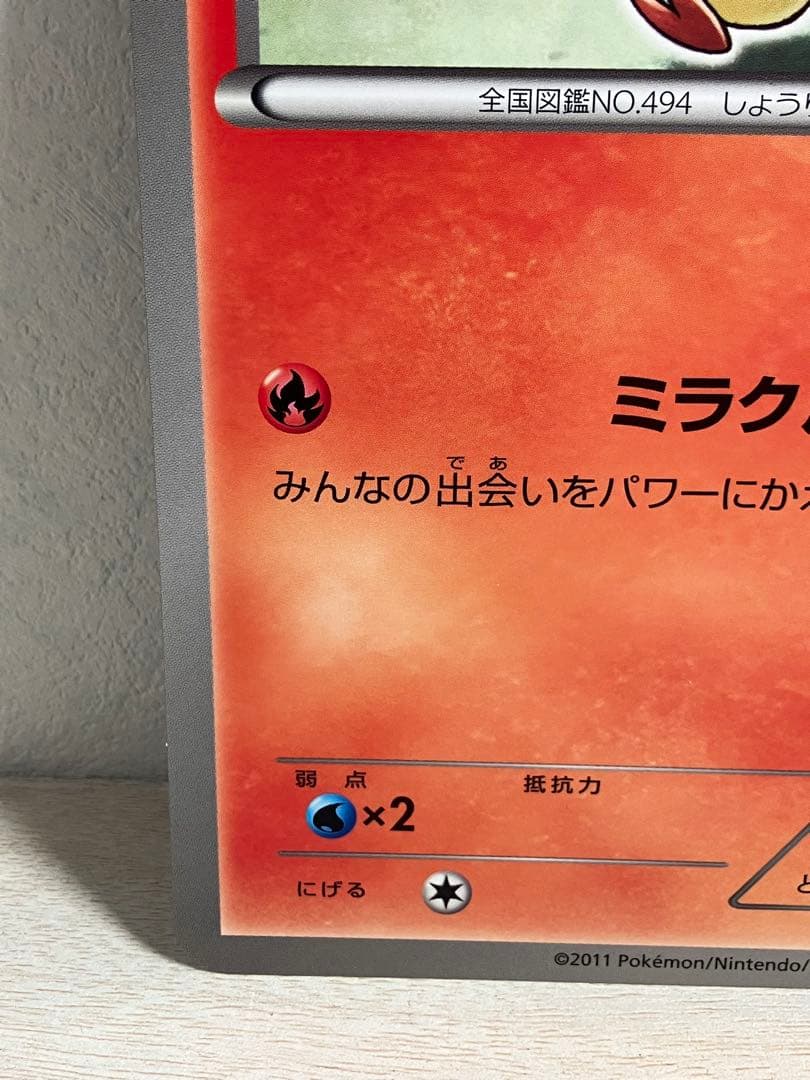 全国図鑑NO.494 しょうり
ミラク
であ
みんなの出会いをパワーにか
弱点 抵抗力
×2
にげる
©2011 Pokémon/Nintendo/